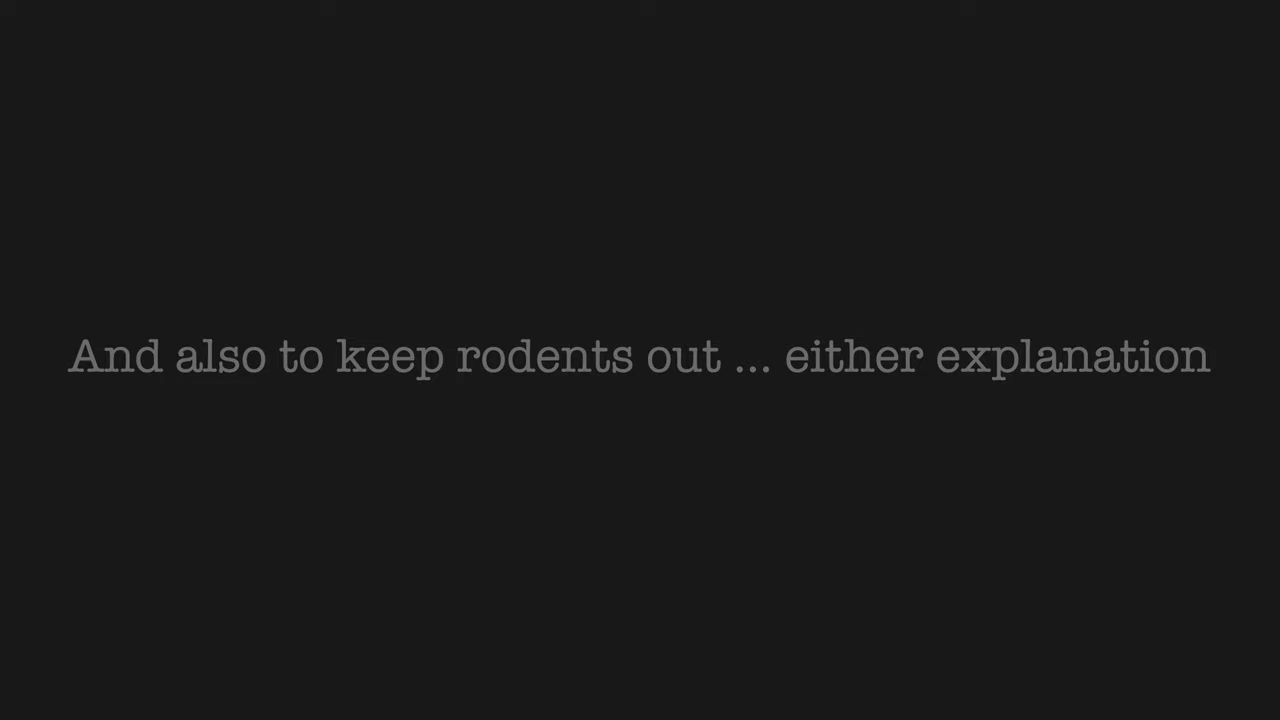 And also to keep rodents out ... either explanation